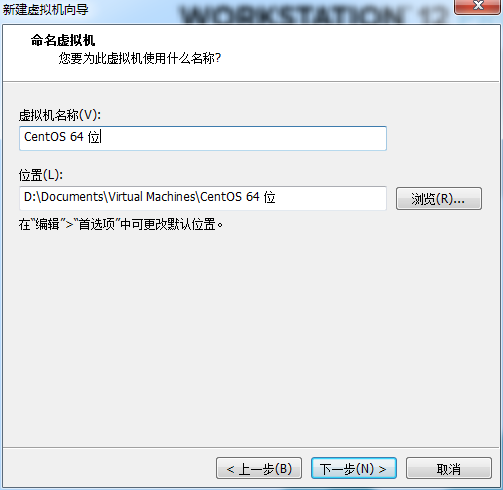 新建虚拟机向导
WORKSTATION 12
命名虚拟机
您要为此虚拟机使用什么名称?
虚拟机名称(V):
CentOS 64 位
位置(L):
D:\Documents\Virtual Machines\CentOS 64 位
浏览(R)...
在"编辑">"首选项"中可更改默认位置。
< 上一步(B)
下一步(N) >
取消